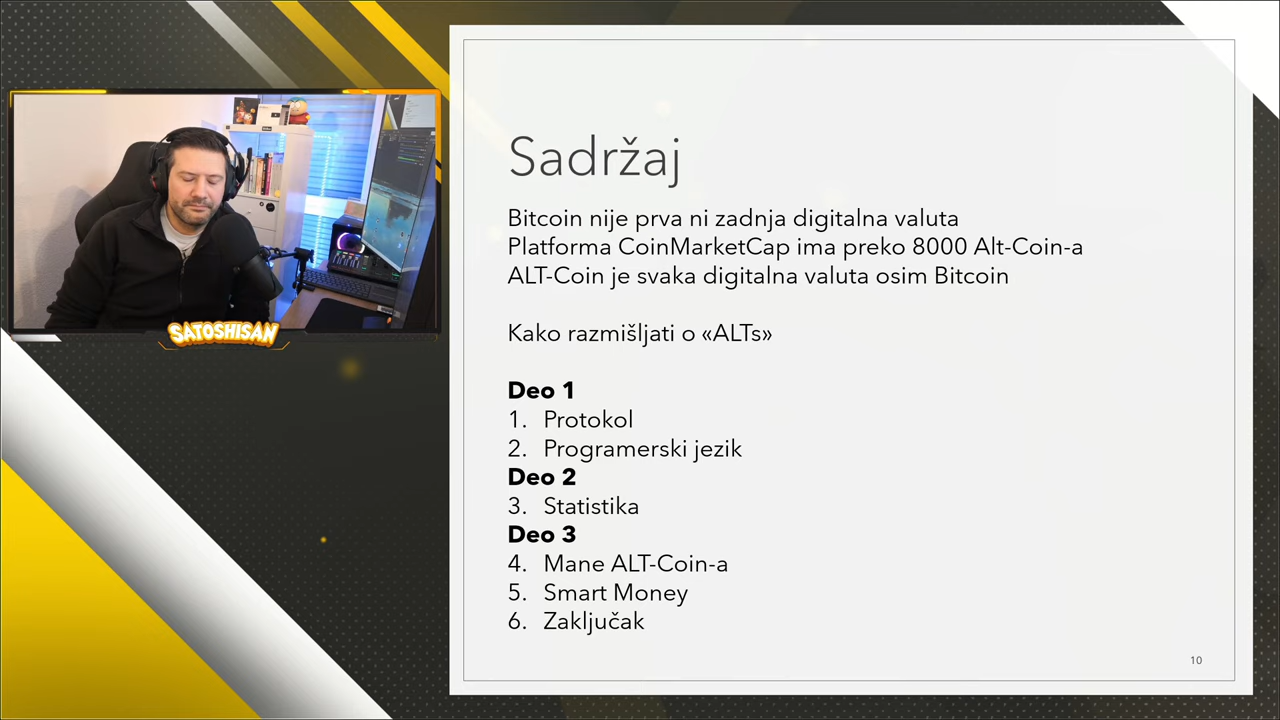 SATOSHISAN
Sadržaj
Bitcoin nije prva ni zadnja digitalna valuta
Platforma CoinMarketCap ima preko 8000 Alt-Coin-a
ALT-Coin je svaka digitalna valuta osim Bitcoin
Kako razmišljati o «ALTs»
Deo 1
1. Protokol
2. Programerski jezik
Deo 2
3. Statistika
Deo 3
4. Mane ALT-Coin-a
5. Smart Money
6. Zaključak
10